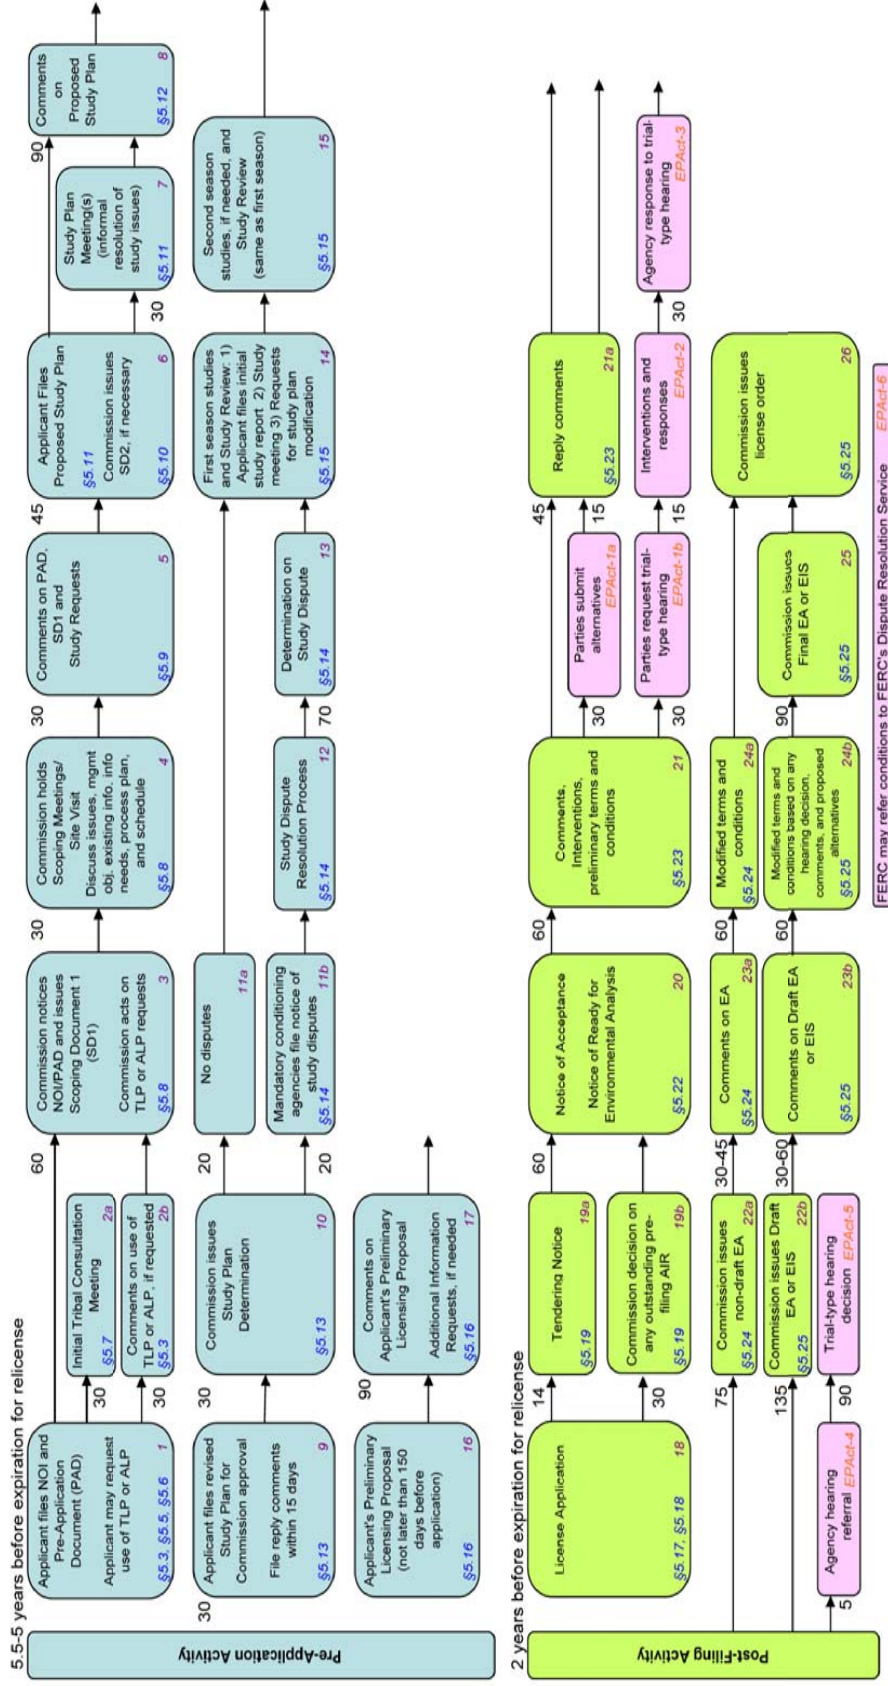 5.5-5 years before expiration for relicense
Pre-Application Activity
Applicant files NOI and
Pre-Application
Document (PAD)
Applicant may request
use of TLP or ALP
§5.3, §5.5, §5.6
1
60
30
Initial Tribal Consultation
Meeting
§5.7
2a
30
Comments on use of
TLP or ALP, if requested
§5.3
2b
Commission notices
NOI/PAD and issues
Scoping Document 1
(SD1)
Commission acts on
TLP or ALP requests
§5.8
3
30
Commission holds
Scoping Meetings/
Site Visit
Discuss issues, mgmt
obj. existing info. info
needs, process plan,
and schedule
§5.8
4
30
Comments on PAD,
SD1 and
Study Requests
§5.9
5
45
Applicant Files
Proposed Study Plan
§5.11
Commission issues
SD2, if necessary
§5.10
6
30
Study Plan
Meeting(s)
(informal
resolution of
study issues)
§5.11
7
90
Comments
on
Proposed
Study Plan
§5.12
8
30
Applicant files revised
Study Plan for
Commission approval
File reply comments
within 15 days
§5.13
9
30
Commission issues
Study Plan
Determination
§5.13
10
20
No disputes
11a
20
Mandatory conditioning
agencies file notice of
study disputes
§5.14
11b
Study Dispute
Resolution Process
§5.14
12
70
Determination on
Study Dispute
§5.14
13
First season studies
and Study Review: 1)
Applicant files initial
study report 2) Study
meeting 3) Requests
for study plan
modification
§5.15
14
Second season
studies, if needed, and
Study Review
(same as first season)
§5.15
15
Applicant's Preliminary
Licensing Proposal
(not later than 150
days before
application)
§5.16
16
90
Comments on
Applicant's Preliminary
Licensing Proposal
Additional Information
Requests, if needed
§5.16
17
2 years before expiration for relicense
Post-Filing Activity
License Application
§5.17, §5.18
18
14
Tendering Notice
§5.19
19a
30
Commission decision on
any outstanding pre-
filing AIR
§5.19
19b
60
Notice of Acceptance
Notice of Ready for
Environmental Analysis
§5.22
20
60
Comments,
Interventions,
preliminary terms and
conditions
§5.23
21
45
30
Parties submit
alternatives
EPAct-1a
15
Reply comments
§5.23
21a
30
Parties request trial-
type hearing
EPAct-1b
15
Interventions and
responses
EPAct-2
30
Agency response to trial-
type hearing
EPAct-3
75
Commission issues
non-draft EA
§5.24
22a
30-45
Comments on EA
§5.24
23a
60
Modified terms and
conditions
§5.24
24a
135
Commission issues Draft
EA or EIS
§5.25
22b
30-60
Comments on Draft EA
or EIS
§5.25
23b
60
Modified terms and
conditions based on any
hearing decision,
comments, and proposed
alternatives
§5.25
24b
90
Commission issues
Final EA or EIS
§5.25
25
Commission issues
license order
§5.25
26
5
Agency hearing
referral EPAct-4
90
Trial-type hearing
decision EPAct-5
FERC may refer conditions to FERC's Dispute Resolution Service EPAct-6